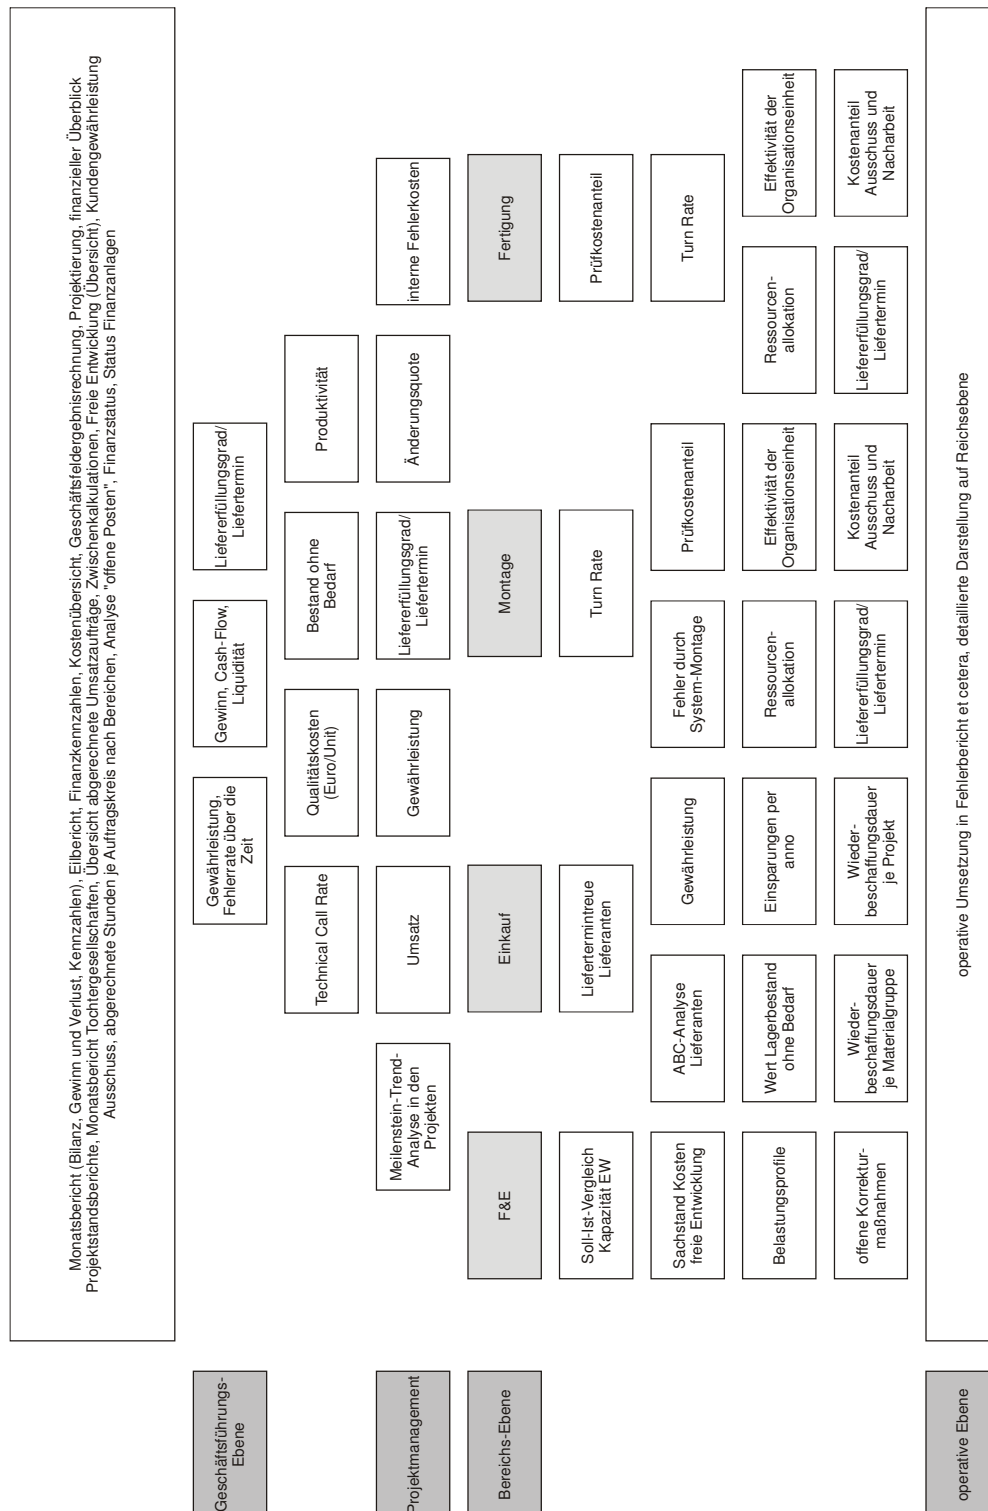 Monatsbericht (Bilanz, Gewinn und Verlust, Kennzahlen), Eilbericht, Finanzkennzahlen, Kostenübersicht, Geschäftsfeldergebnisrechnung, Projektierung, finanzieller Überblick
Projektstandsberichte, Monatsbericht Tochtergesellschaften, Übersicht abgerechnete Umsatzaufträge, Zwischenkalkulationen, Freie Entwicklung (Übersicht), Kundengewährleistung
Ausschuss, abgerechnete Stunden je Auftragskreis nach Bereichen, Analyse "offene Posten", Finanzstatus, Status Finanzanlagen
Geschäftsführungs-
Ebene
Gewährleistung,
Fehlerrate über die
Zeit
Gewinn, Cash-Flow,
Liquidität
Liefererfüllungsgrad/
Liefertermin
Technical Call Rate
Qualitätskosten
(Euro/Unit)
Bestand ohne
Bedarf
Produktivität
Projektmanagement
Meilenstein-Trend-
Analyse in den
Projekten
Umsatz
Gewährleistung
Liefererfüllungsgrad/
Liefertermin
Änderungsquote
interne Fehlerkosten
Bereichs-Ebene
F&E
Einkauf
Montage
Fertigung
Soll-Ist-Vergleich
Kapazität EW
Liefertermintreue
Lieferanten
Turn Rate
Prüfkostenanteil
Sachstand Kosten
freie Entwicklung
ABC-Analyse
Lieferanten
Gewährleistung
Fehler durch
System-Montage
Prüfkostenanteil
Turn Rate
Belastungsprofile
Wert Lagerbestand
ohne Bedarf
Einsparungen per
anno
Ressourcen-
allokation
Effektivität der
Organisationseinheit
Ressourcen-
allokation
Effektivität der
Organisationseinheit
offene Korrektur-
maßnahmen
Wieder-
beschaffungsdauer
je Materialgruppe
Wieder-
beschaffungsdauer
je Projekt
Liefererfüllungsgrad/
Liefertermin
Kostenanteil
Ausschuss und
Nacharbeit
Liefererfüllungsgrad/
Liefertermin
Kostenanteil
Ausschuss und
Nacharbeit
operative Ebene
operative Umsetzung in Fehlerbericht et cetera, detaillierte Darstellung auf Reichsebene